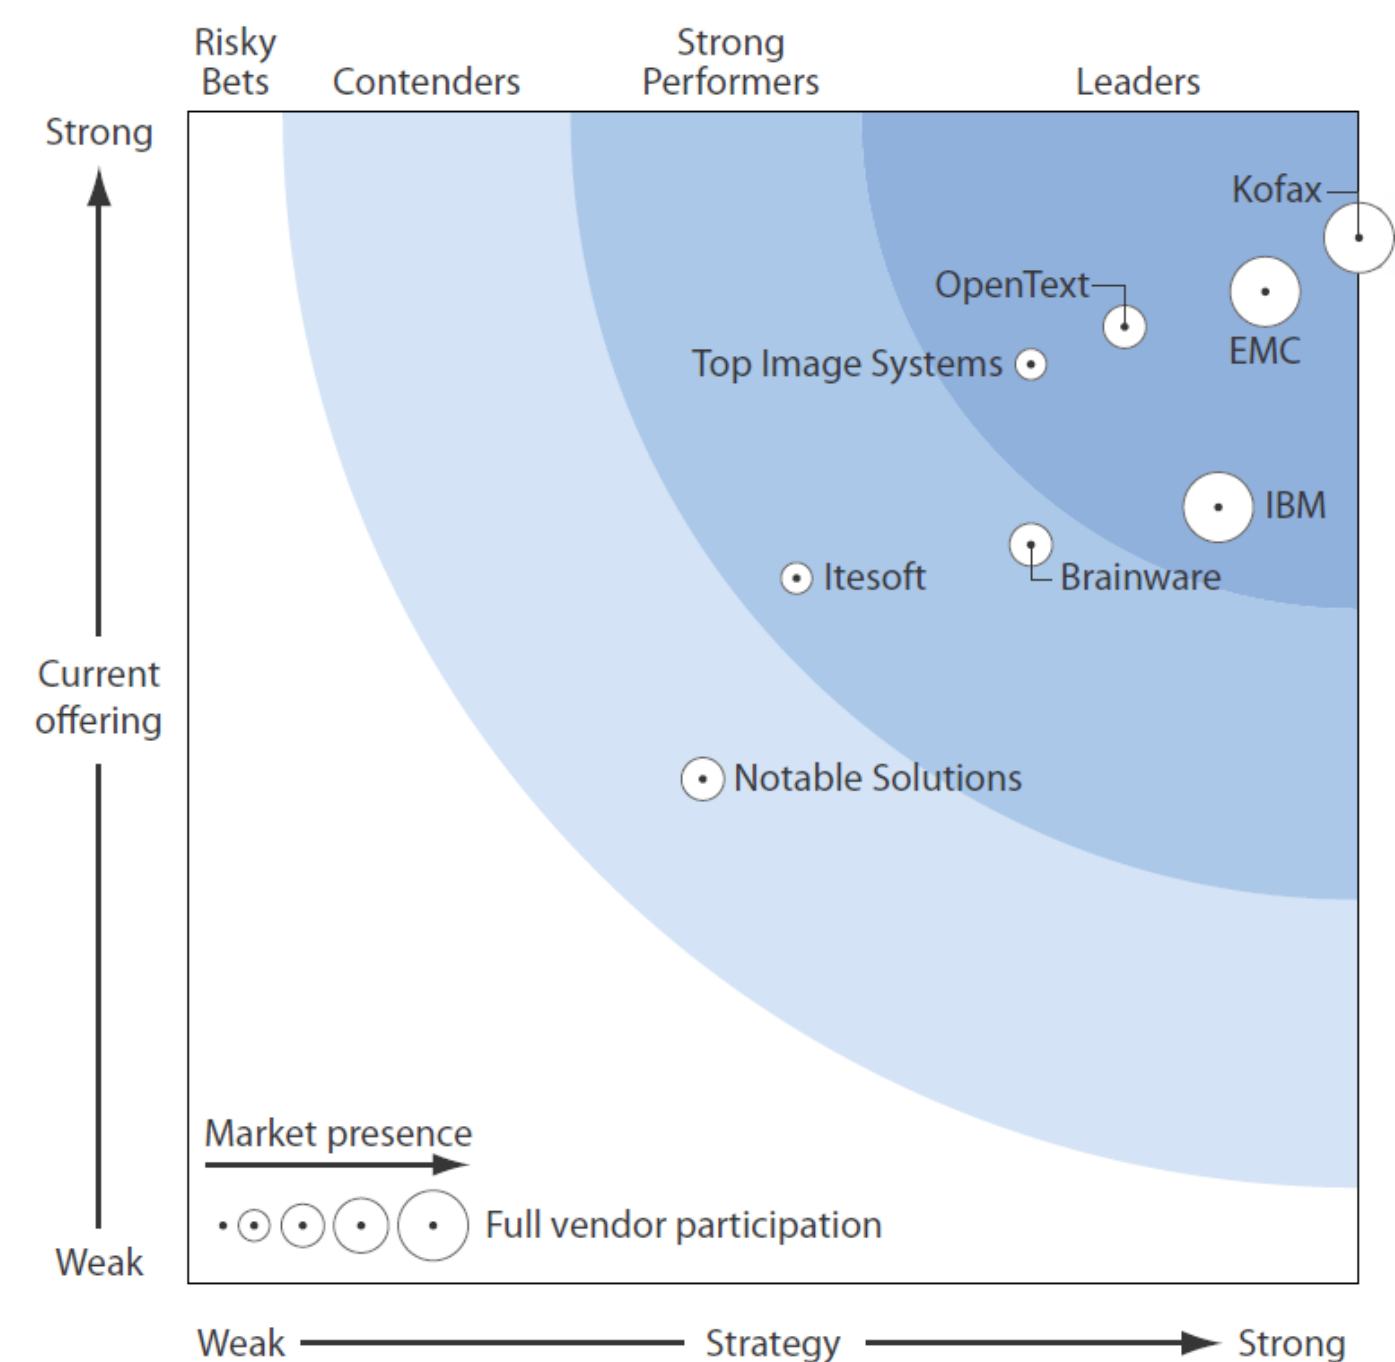 Risky
Bets
Contenders
Strong
Performers
Leaders
Strong
Kofax
OpenText
EMC
Top Image Systems
IBM
Brainware
Itesoft
Current
offering
Notable Solutions
Market presence
Full vendor participation
Weak
Weak
Strategy
Strong